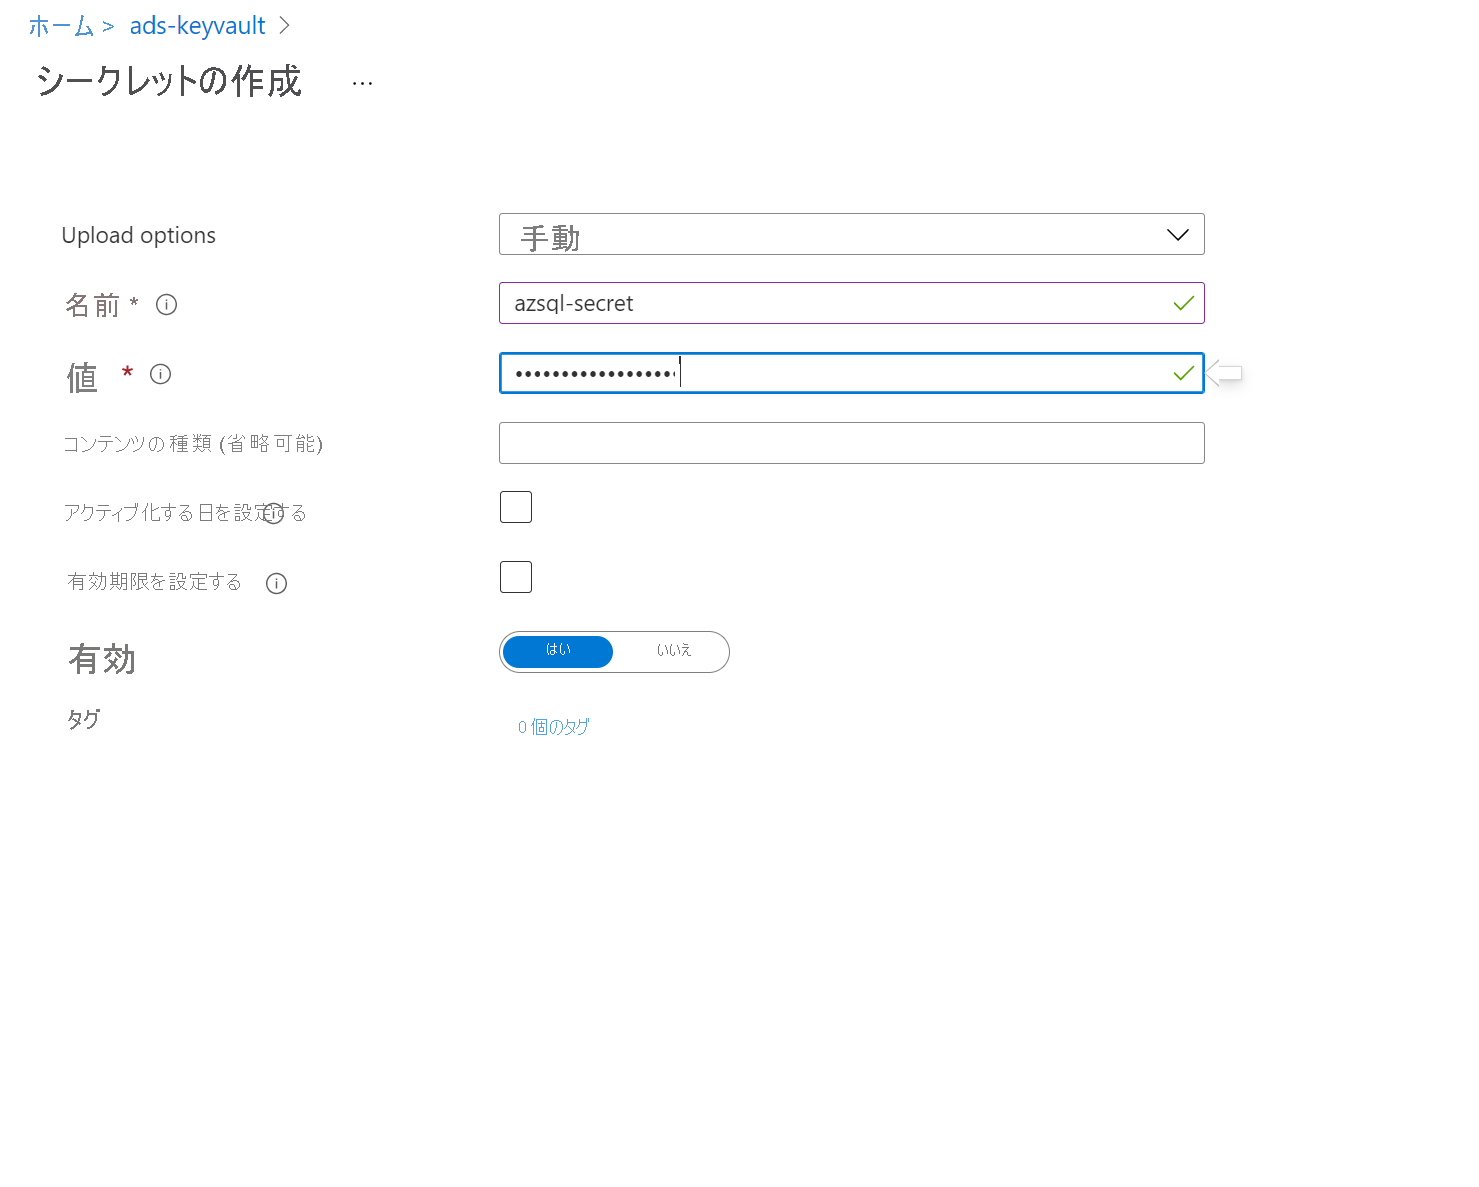 ホーム > ads-keyvault >
シークレットの作成 ...
Upload options 手動
名前 * azsql-secret
値 * ••••••••••••••••••
コンテンツの種類 (省略可能)
アクティブ化する日を設定する
有効期限を設定する
有効 はい いいえ
タグ 0 個のタグ